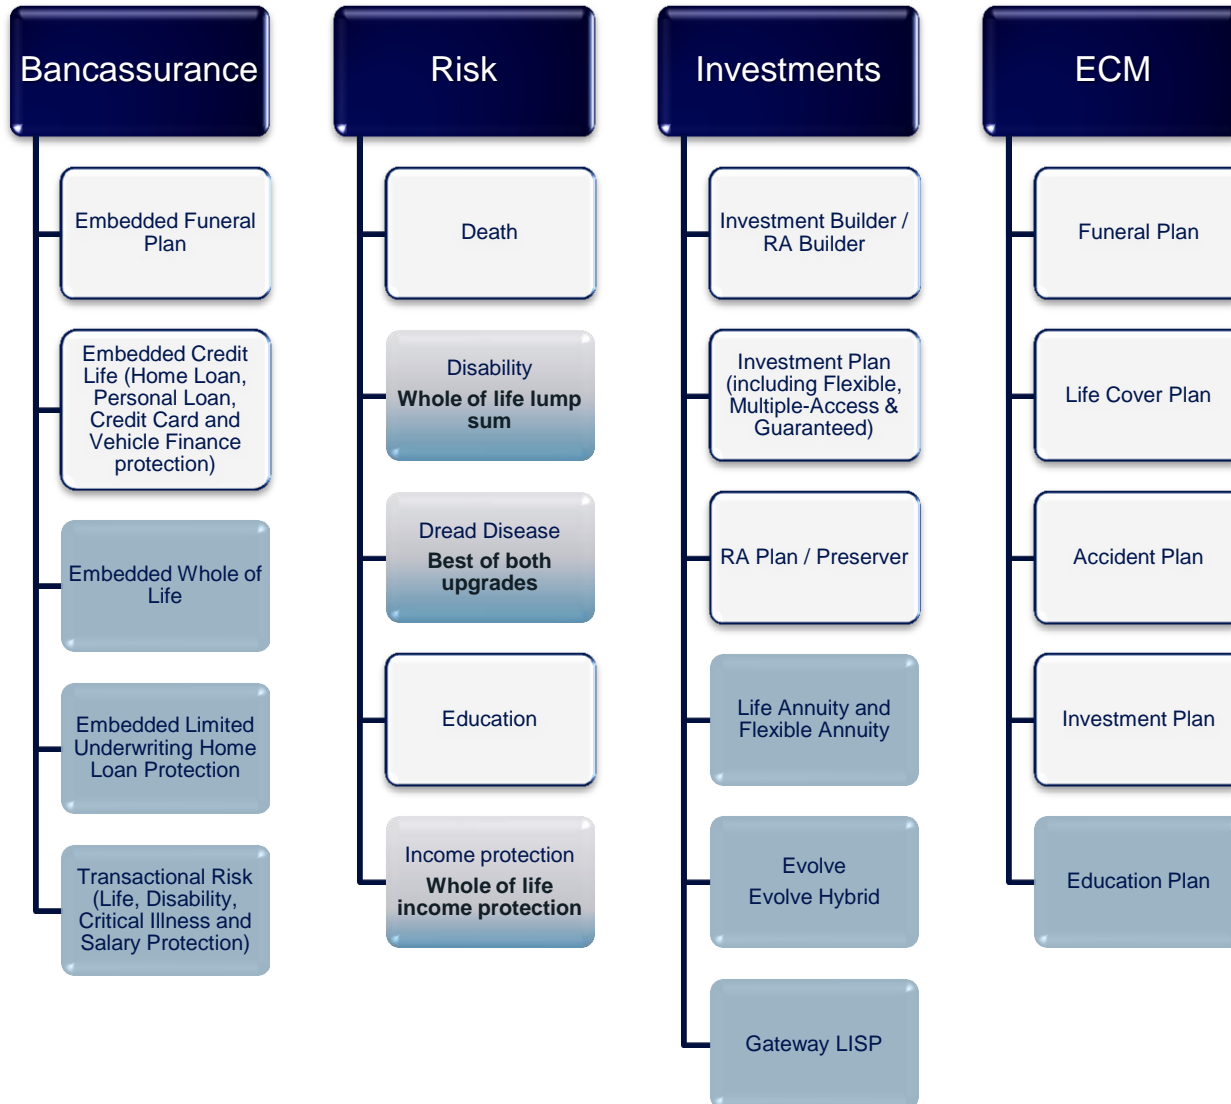 Bancassurance
Embedded Funeral
Plan
Embedded Credit
Life (Home Loan,
Personal Loan,
Credit Card and
Vehicle Finance
protection)
Embedded Whole of
Life
Embedded Limited
Underwriting Home
Loan Protection
Transactional Risk
(Life, Disability,
Critical Illness and
Salary Protection)
Risk
Death
Disability
Whole of life lump
sum
Dread Disease
Best of both
upgrades
Education
Income protection
Whole of life
income protection
Investments
Investment Builder /
RA Builder
Investment Plan
(including Flexible,
Multiple-Access &
Guaranteed)
RA Plan / Preserver
Life Annuity and
Flexible Annuity
Evolve
Evolve Hybrid
Gateway LISP
ECM
Funeral Plan
Life Cover Plan
Accident Plan
Investment Plan
Education Plan